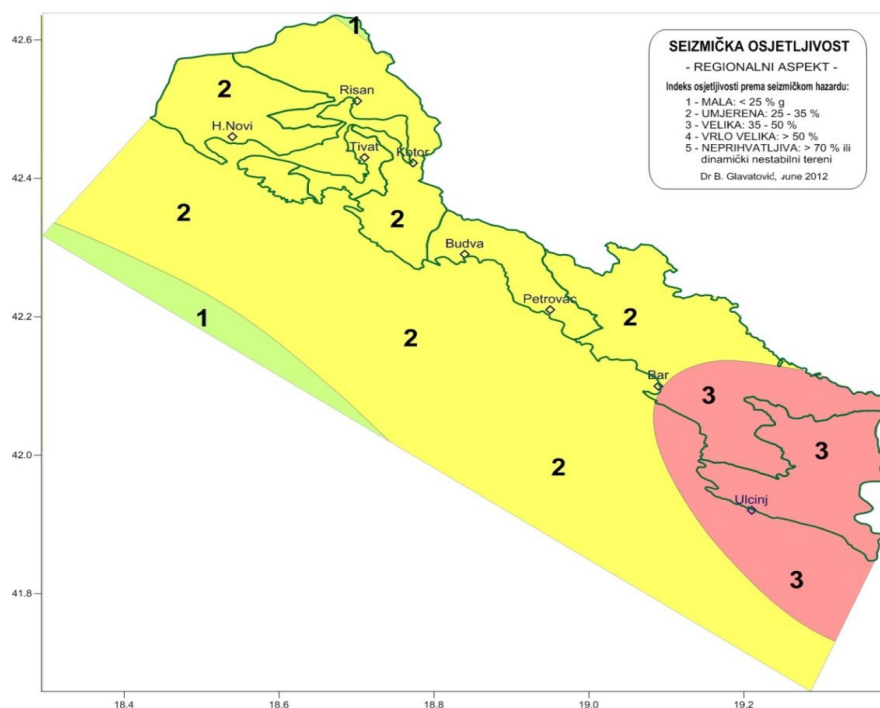 SEIZMIČKA OSJETLJIVOST
- REGIONALNI ASPEKT -
Indeks osjetljivosti prema seizmičkom hazardu:
1 - MALA: < 25 % g
2 - UMJERENA: 25 - 35 %
3 - VELIKA: 35 - 50 %
4 - VRLO VELIKA: > 50 %
5 - NEPRIHVATLJIVA: > 70 % ili
dinamički nestabilni tereni
Dr B. Glavatović, june 2012
42.6
1
2
Risan
H.Novi
Tivat
Kotor
42.4
2
2
Budva
Petrovac
42.2
1
2
2
Bar
3
42.0
2
3
Ulcinj
41.8
3
18.4
18.6
18.8
19.0
19.2